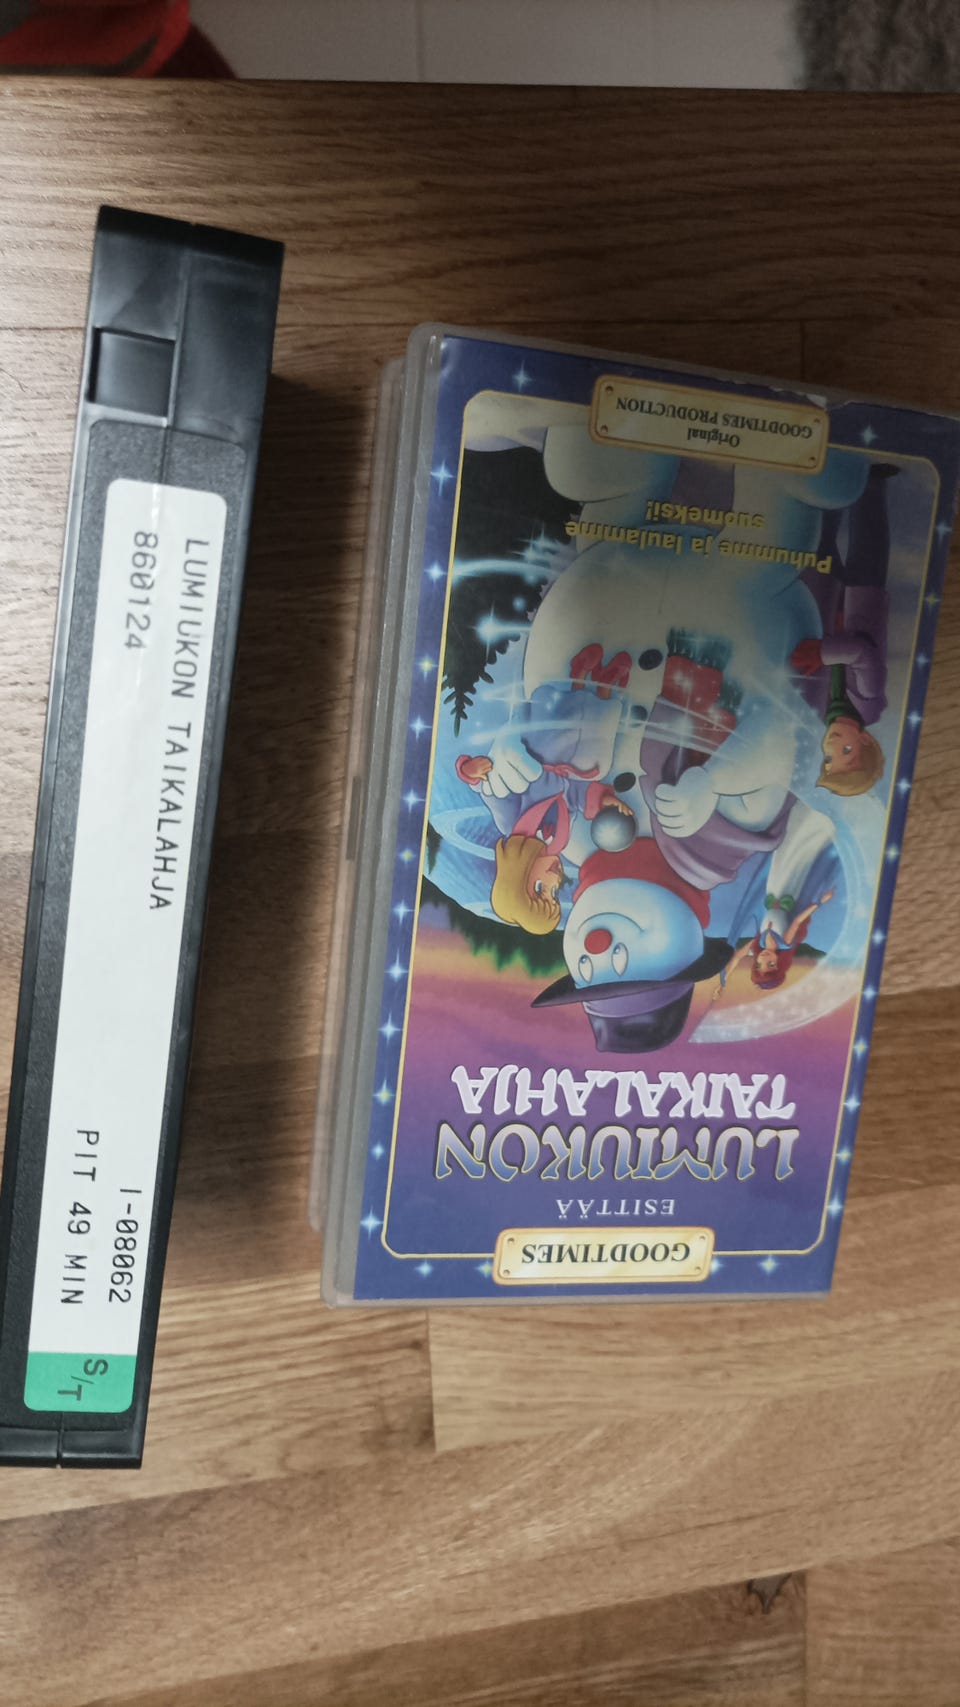 LUMIUKON TAIKALAHJA
860124
I-08062
PIT 49 MIN
S/T
GOODTIMES
ESITTÄÄ
LUMIUKON
TAIKALAHJA
Puhumme ja laulamme
suomeksi!
Original
GOODTIMES PRODUCTION